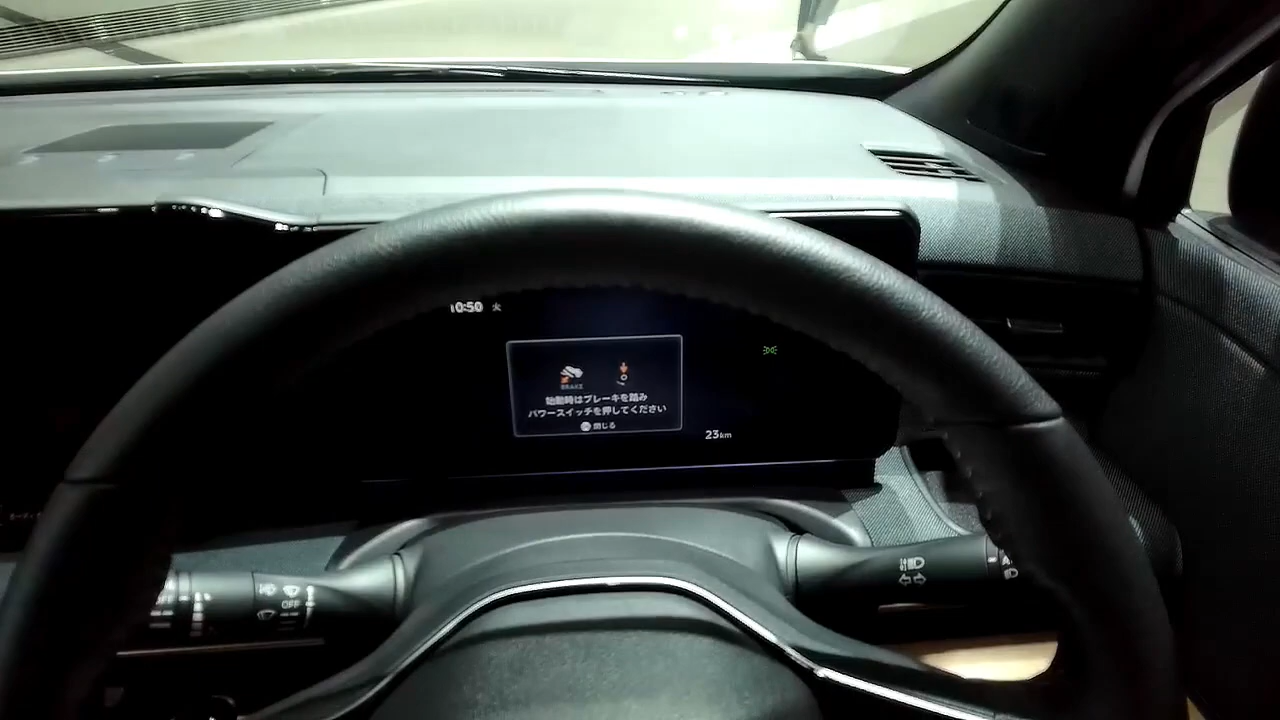 10:50 火
始動時はブレーキを踏み
パワースイッチを押してください
閉じる
23km
OFF